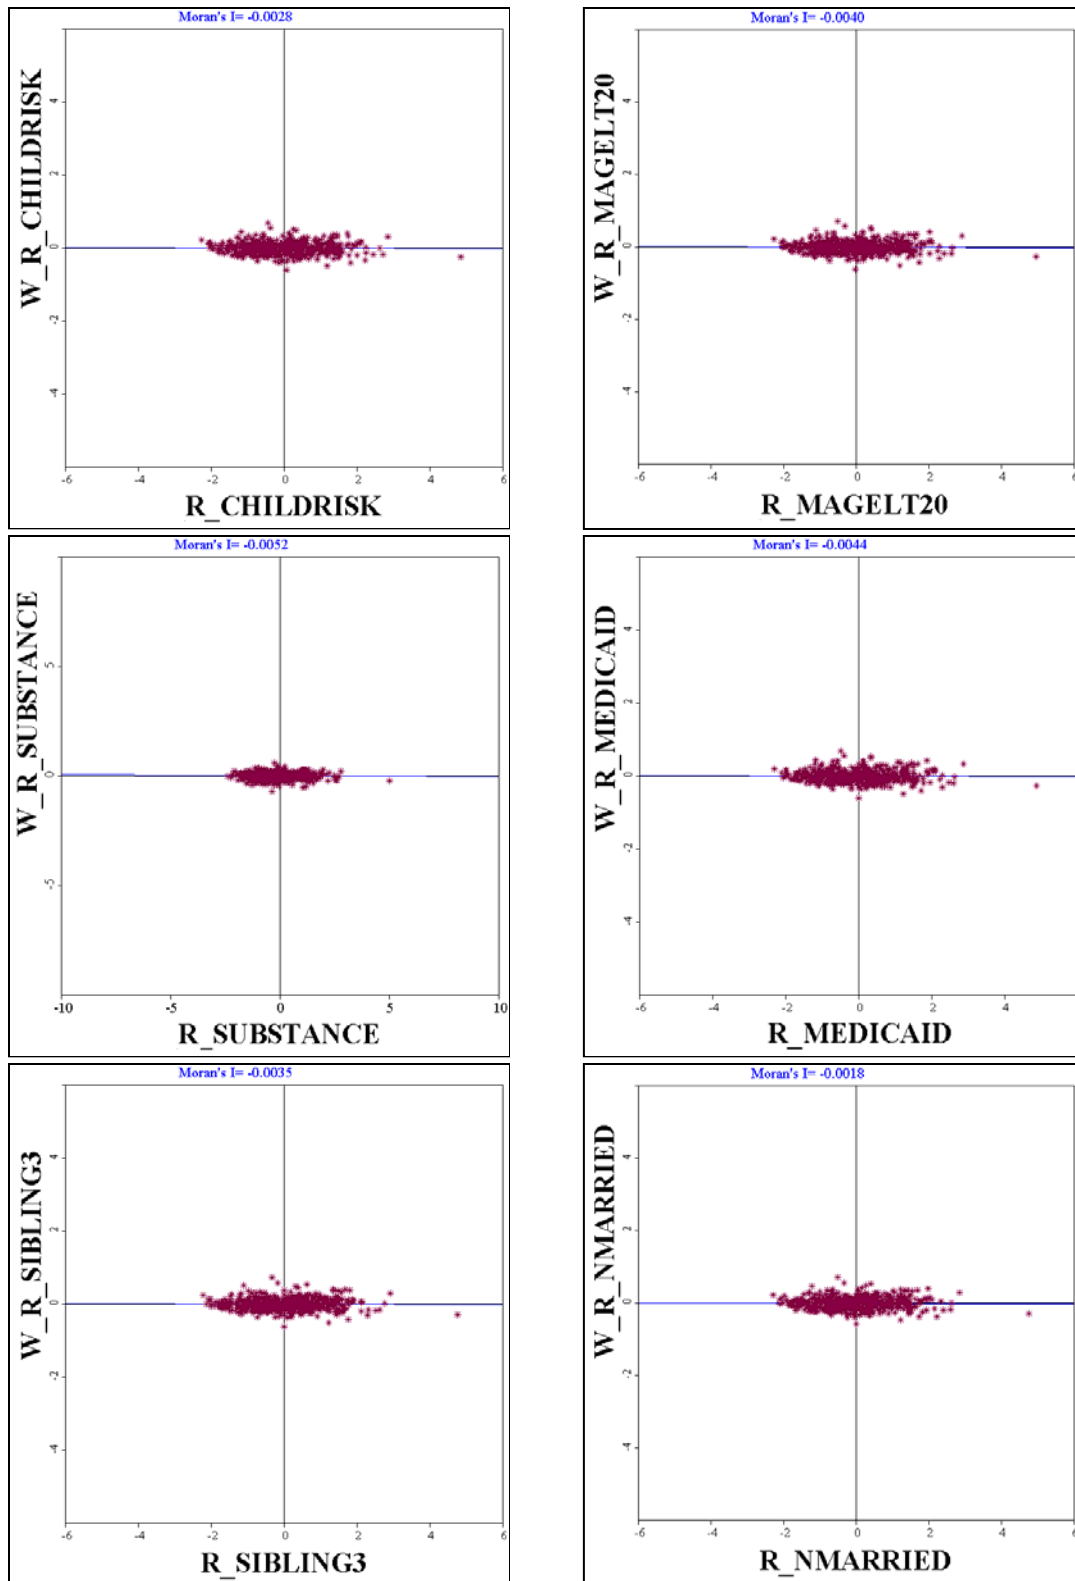 Moran's I= -0.0028
W_R_CHILDRISK
4
2
0
-2
-4
-6 -4 -2 0 2 4 6
R_CHILDRISK
Moran's I= -0.0040
W_R_MAGELT20
4
2
0
-2
-4
-6 -4 -2 0 2 4 6
R_MAGELT20
Moran's I= -0.0052
W_R_SUBSTANCE
5
0
-5
-10 -5 0 5 10
R_SUBSTANCE
Moran's I= -0.0044
W_R_MEDICAID
4
2
0
-2
-4
-6 -4 -2 0 2 4
R_MEDICAID
Moran's I= -0.0035
W_R_SIBLING3
4
2
0
-2
-4
-6 -4 -2 0 2 4 6
R_SIBLING3
Moran's I= -0.0018
W_R_NMARRIED
4
2
0
-2
-4
-6 -4 -2 0 2 4 6
R_NMARRIED